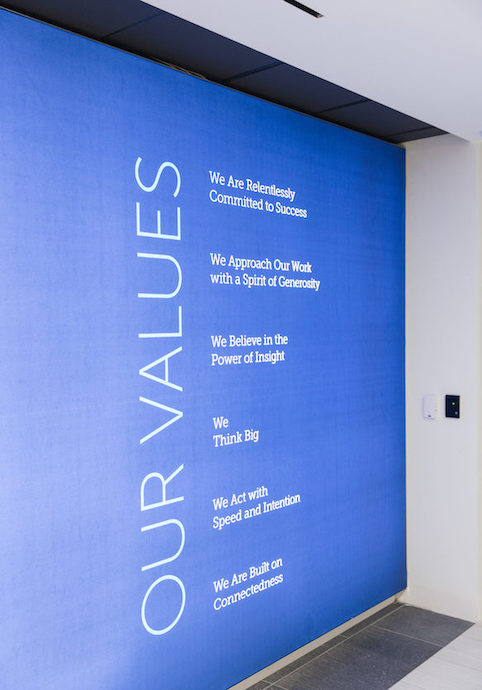 OUR VALUES
We Are Relentlessly
Committed to Success
We Approach Our Work
with a Spirit of Generosity
We Believe in the
Power of Insight
We
Think Big
We Act with
Speed and Intention
We Are Built on
Connectedness